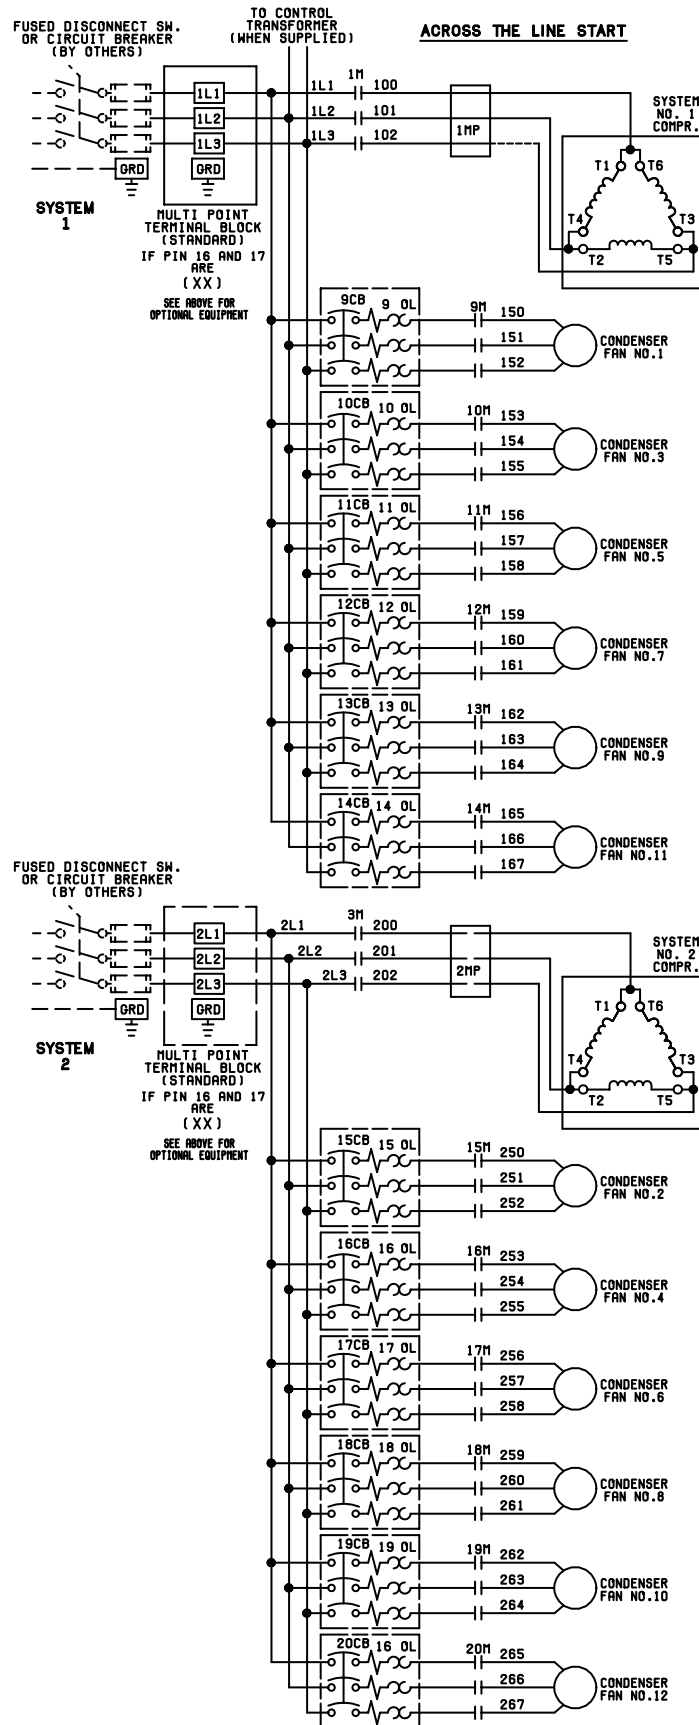 TO CONTROL
TRANSFORMER
(WHEN SUPPLIED)
ACROSS THE LINE START
FUSED DISCONNECT SW.
OR CIRCUIT BREAKER
(BY OTHERS)
1L1
1L2
1L3
GRD
GRD
1L1
1L2
1L3
1M
100
101
102
1MP
SYSTEM
NO. 1
COMPR.
T1
T6
T4
T3
T2
T5
SYSTEM
1
MULTI POINT
TERMINAL BLOCK
(STANDARD)
IF PIN 16 AND 17
ARE
(XX)
SEE ABOVE FOR
OPTIONAL EQUIPMENT
9CB 9 OL
9M 150
151
152
CONDENSER
FAN NO.1
10CB 10 OL
10M 153
154
155
CONDENSER
FAN NO.3
11CB 11 OL
11M 156
157
158
CONDENSER
FAN NO.5
12CB 12 OL
12M 159
160
161
CONDENSER
FAN NO.7
13CB 13 OL
13M 162
163
164
CONDENSER
FAN NO.9
14CB 14 OL
14M 165
166
167
CONDENSER
FAN NO.11
FUSED DISCONNECT SW.
OR CIRCUIT BREAKER
(BY OTHERS)
2L1
2L2
2L3
GRD
GRD
2L1
2L2
2L3
3M
200
201
202
2MP
SYSTEM
NO. 2
COMPR.
T1
T6
T4
T3
T2
T5
SYSTEM
2
MULTI POINT
TERMINAL BLOCK
(STANDARD)
IF PIN 16 AND 17
ARE
(XX)
SEE ABOVE FOR
OPTIONAL EQUIPMENT
15CB 15 OL
15M 250
251
252
CONDENSER
FAN NO.2
16CB 16 OL
16M 253
254
255
CONDENSER
FAN NO.4
17CB 17 OL
17M 256
257
258
CONDENSER
FAN NO.6
18CB 18 OL
18M 259
260
261
CONDENSER
FAN NO.8
19CB 19 OL
19M 262
263
264
CONDENSER
FAN NO.10
20CB 16 OL
20M 265
266
267
CONDENSER
FAN NO.12